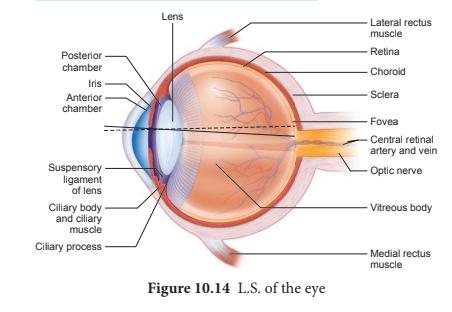 Lens
Posterior
chamber
Iris
Anterior
chamber
Suspensory
ligament
of lens
Ciliary body
and ciliary
muscle
Ciliary process
Lateral rectus
muscle
Retina
Choroid
Sclera
Fovea
Central retinal
artery and vein
Optic nerve
Vitreous body
Medial rectus
muscle
Figure 10.14 L.S. of the eye